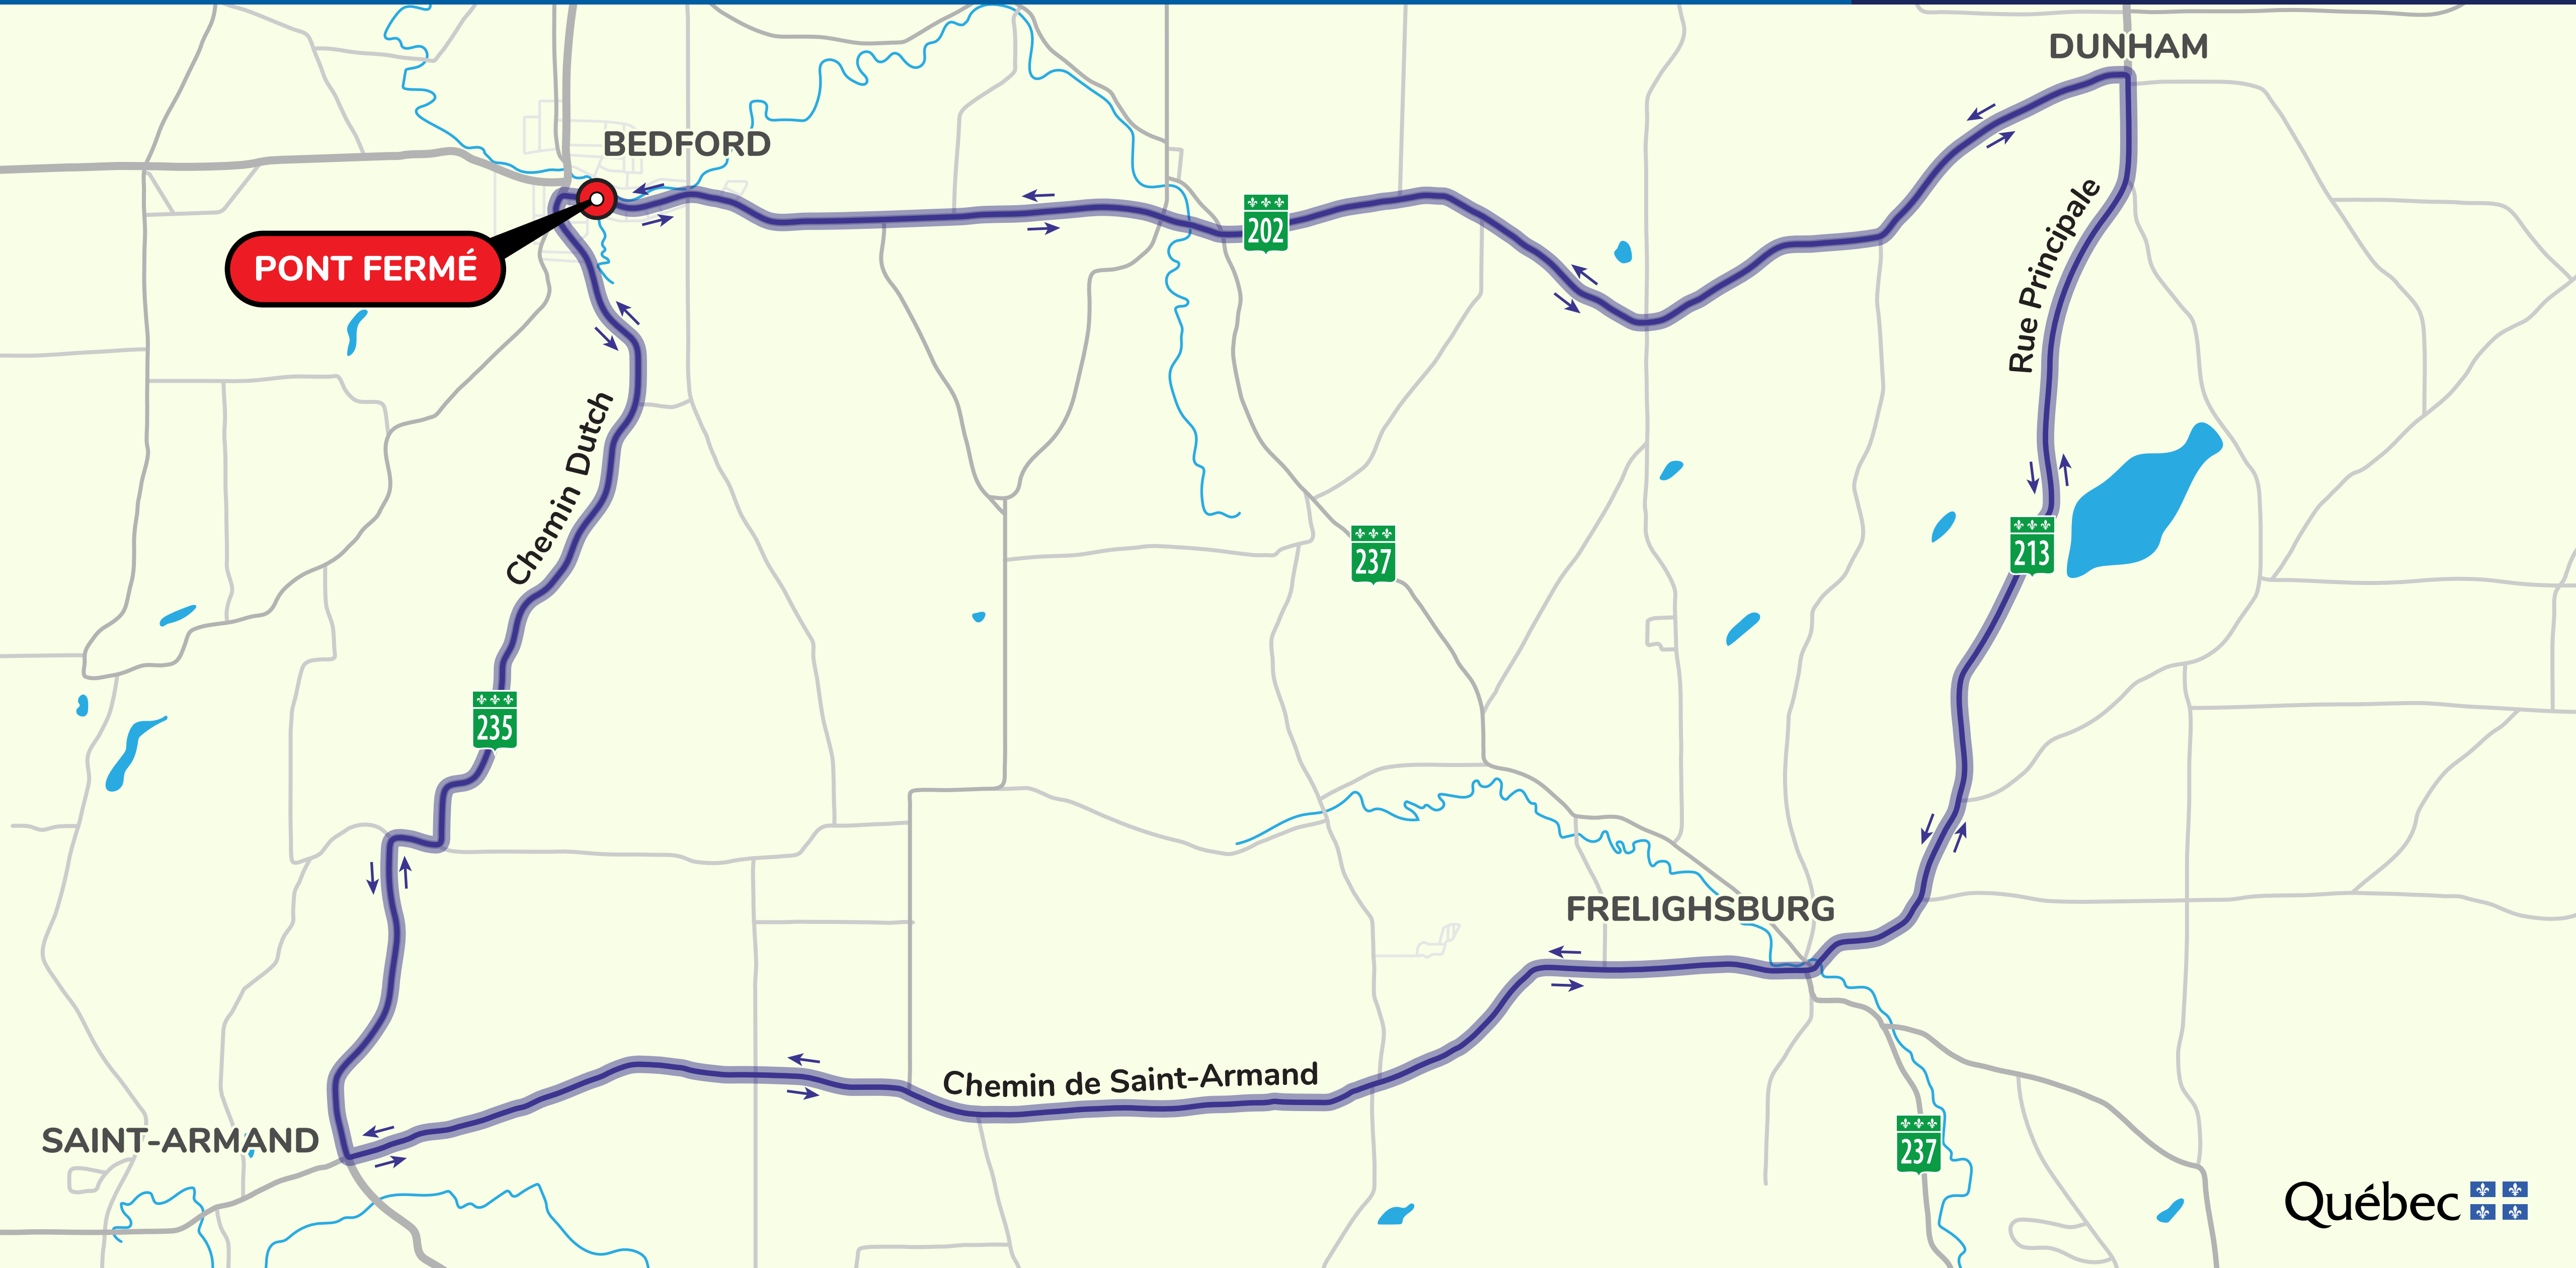 DUNHAM
BEDFORD
202
PONT FERMÉ
Rue Principale
Chemin Dutch
237
213
235
FRELIGHSBURG
Chemin de Saint-Armand
SAINT-ARMAND
237
Québec